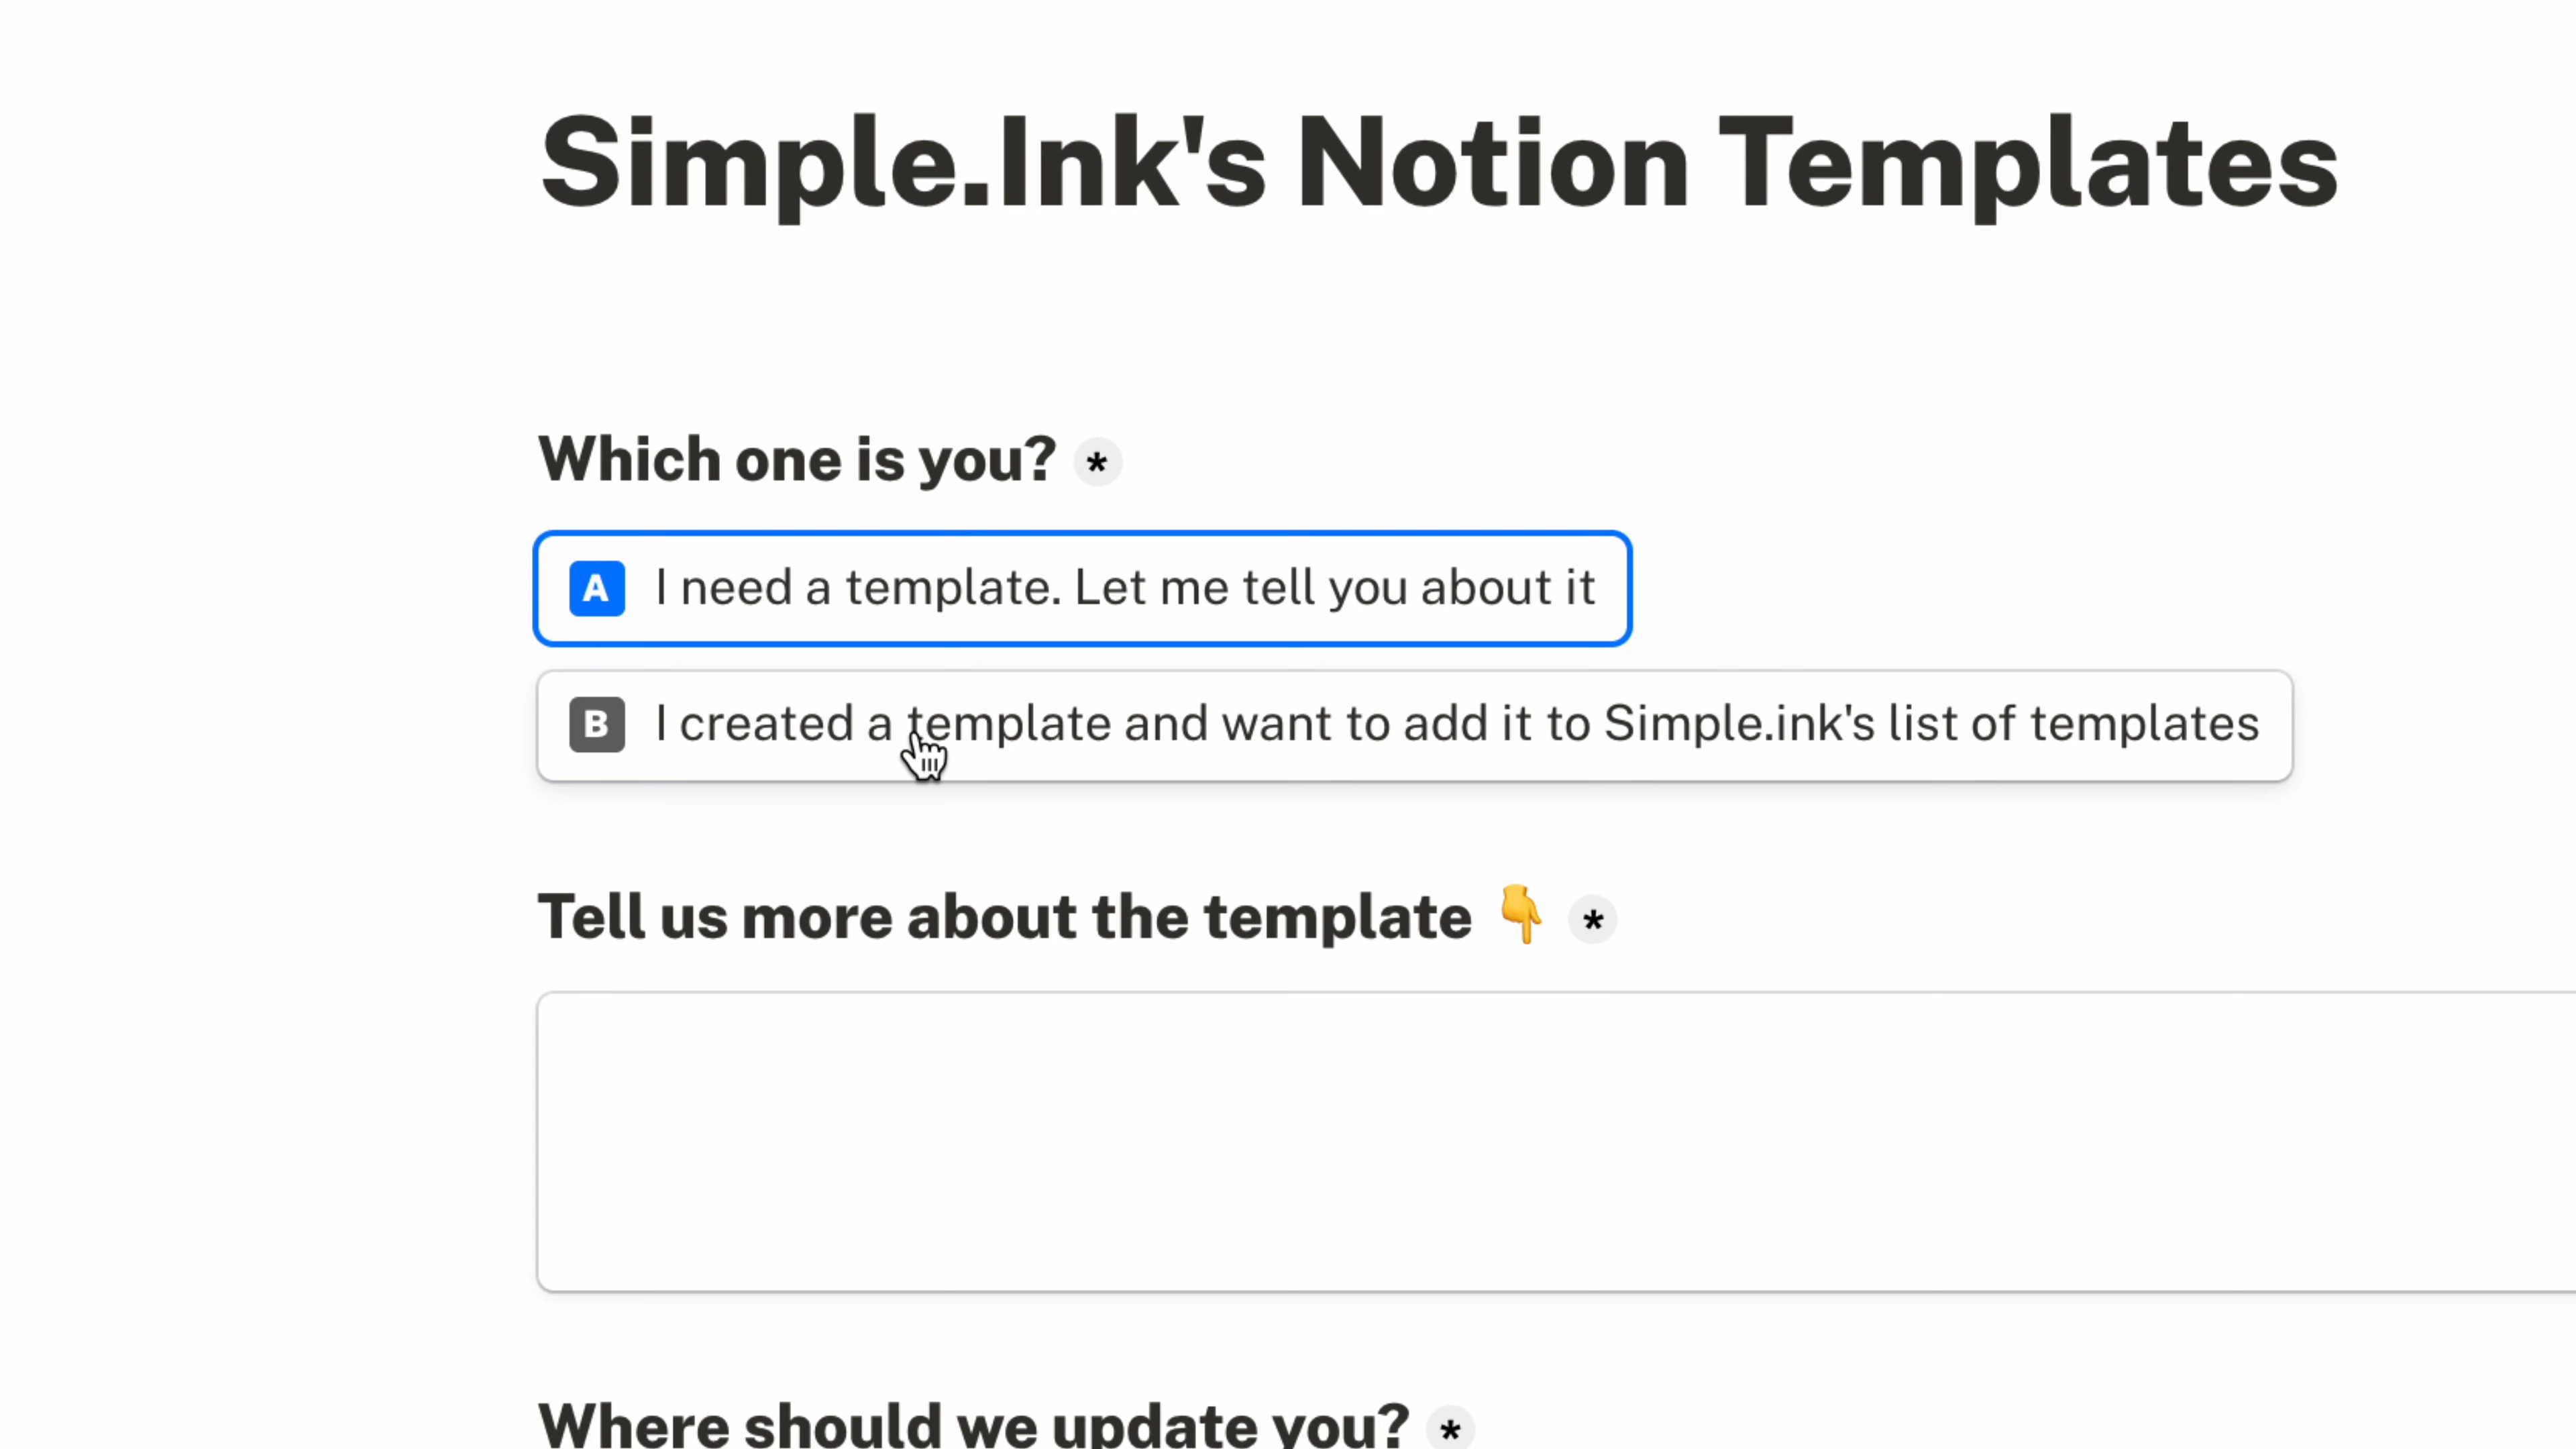 Simple.Ink's Notion Templates
Which one is you? *
A I need a template. Let me tell you about it
B I created a template and want to add it to Simple.ink's list of templates
Tell us more about the template 👇 *
Where should we update you? *